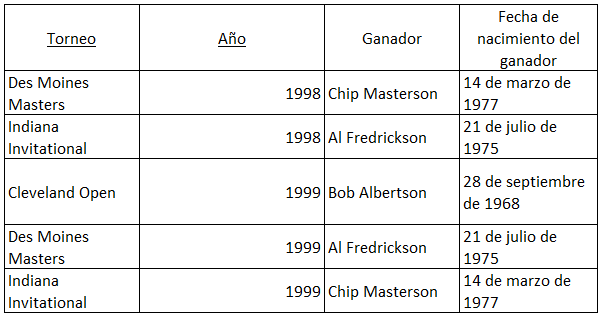 Torneo Año Ganador Fecha de
nacimiento del
ganador
Des Moines
Masters 1998 Chip Masterson 14 de marzo de
1977
Indiana
Invitational 1998 Al Fredrickson 21 de julio de
1975
Cleveland Open 1999 Bob Albertson 28 de septiembre
de 1968
Des Moines
Masters 1999 Al Fredrickson 21 de julio de
1975
Indiana
Invitational 1999 Chip Masterson 14 de marzo de
1977